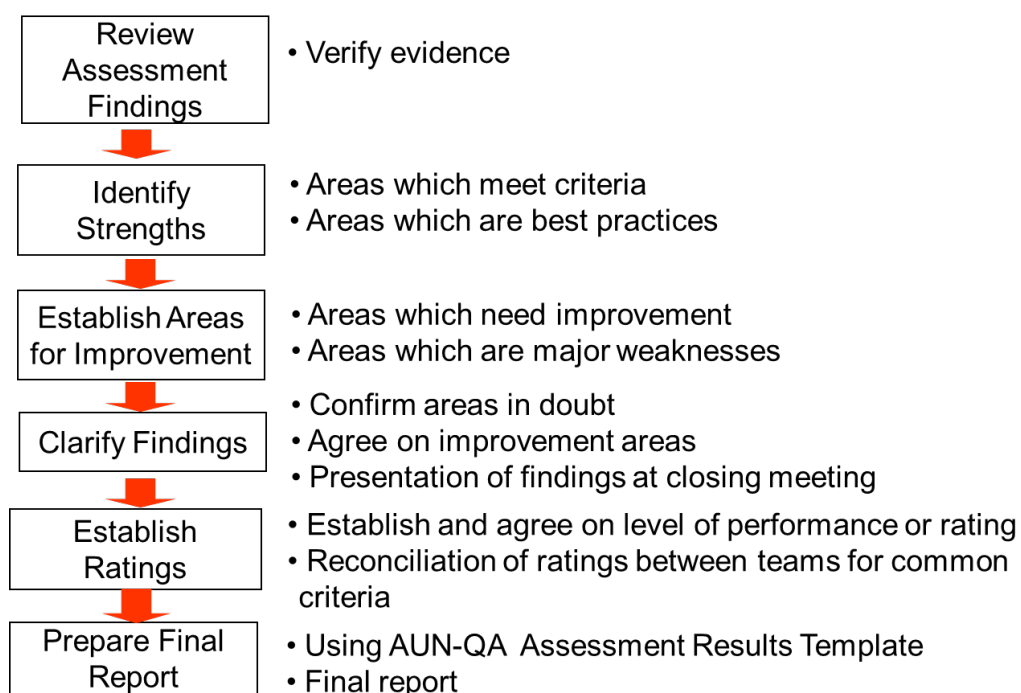 Review
Assessment
Findings
• Verify evidence
Identify
Strengths
• Areas which meet criteria
• Areas which are best practices
Establish Areas
for Improvement
• Areas which need improvement
• Areas which are major weaknesses
Clarify Findings
• Confirm areas in doubt
• Agree on improvement areas
• Presentation of findings at closing meeting
Establish
Ratings
• Establish and agree on level of performance or rating
• Reconciliation of ratings between teams for common
criteria
Prepare Final
Report
• Using AUN-QA Assessment Results Template
• Final report